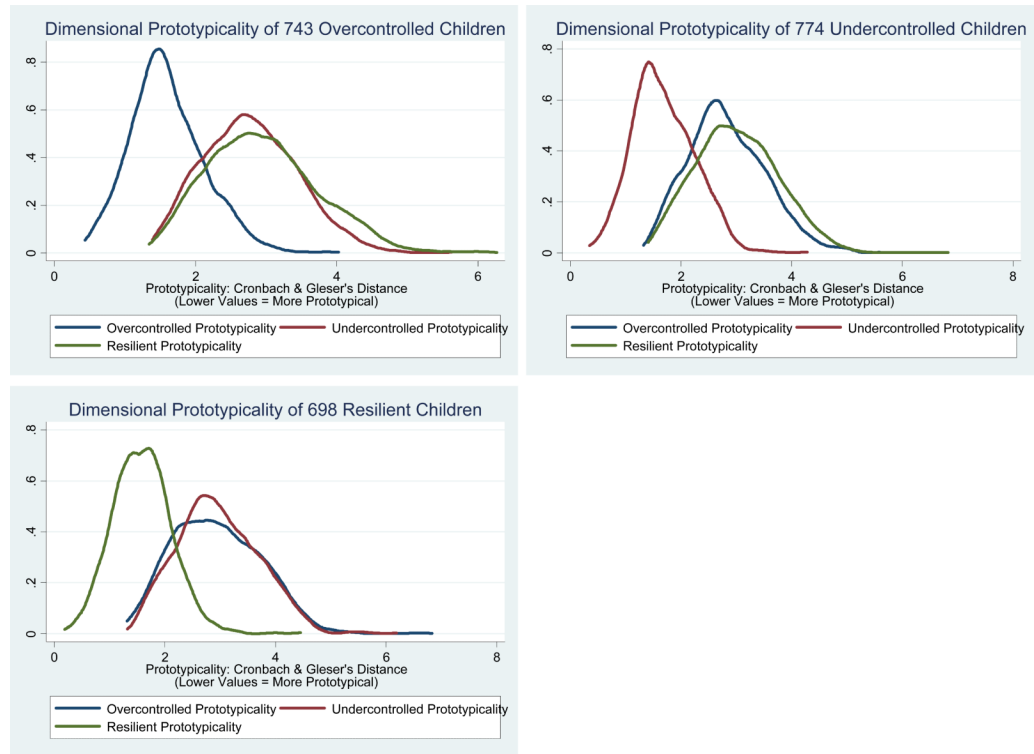 Dimensional Prototypicality of 743 Overcontrolled Children
.8
.6
.4
.2
0
0 2 4 6
Prototypicality: Cronbach & Gleser's Distance
(Lower Values = More Prototypical)
Overcontrolled Prototypicality Undercontrolled Prototypicality
Resilient Prototypicality
Dimensional Prototypicality of 774 Undercontrolled Children
.8
.6
.4
.2
0
0 2 4 6 8
Prototypicality: Cronbach & Gleser's Distance
(Lower Values = More Prototypical)
Overcontrolled Prototypicality Undercontrolled Prototypicality
Resilient Prototypicality
Dimensional Prototypicality of 698 Resilient Children
.8
.6
.4
.2
0
0 2 4 6 8
Prototypicality: Cronbach & Gleser's Distance
(Lower Values = More Prototypical)
Overcontrolled Prototypicality Undercontrolled Prototypicality
Resilient Prototypicality